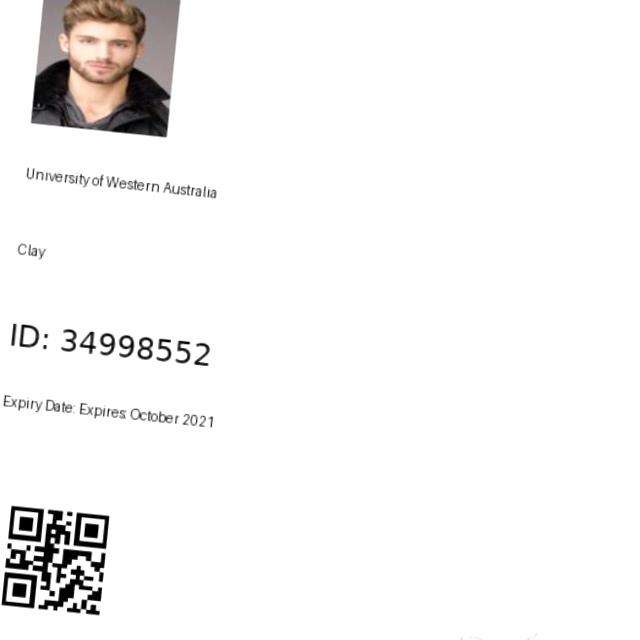 University of Western Australia
Clay
ID: 34998552
Expiry Date: Expires: October 2021